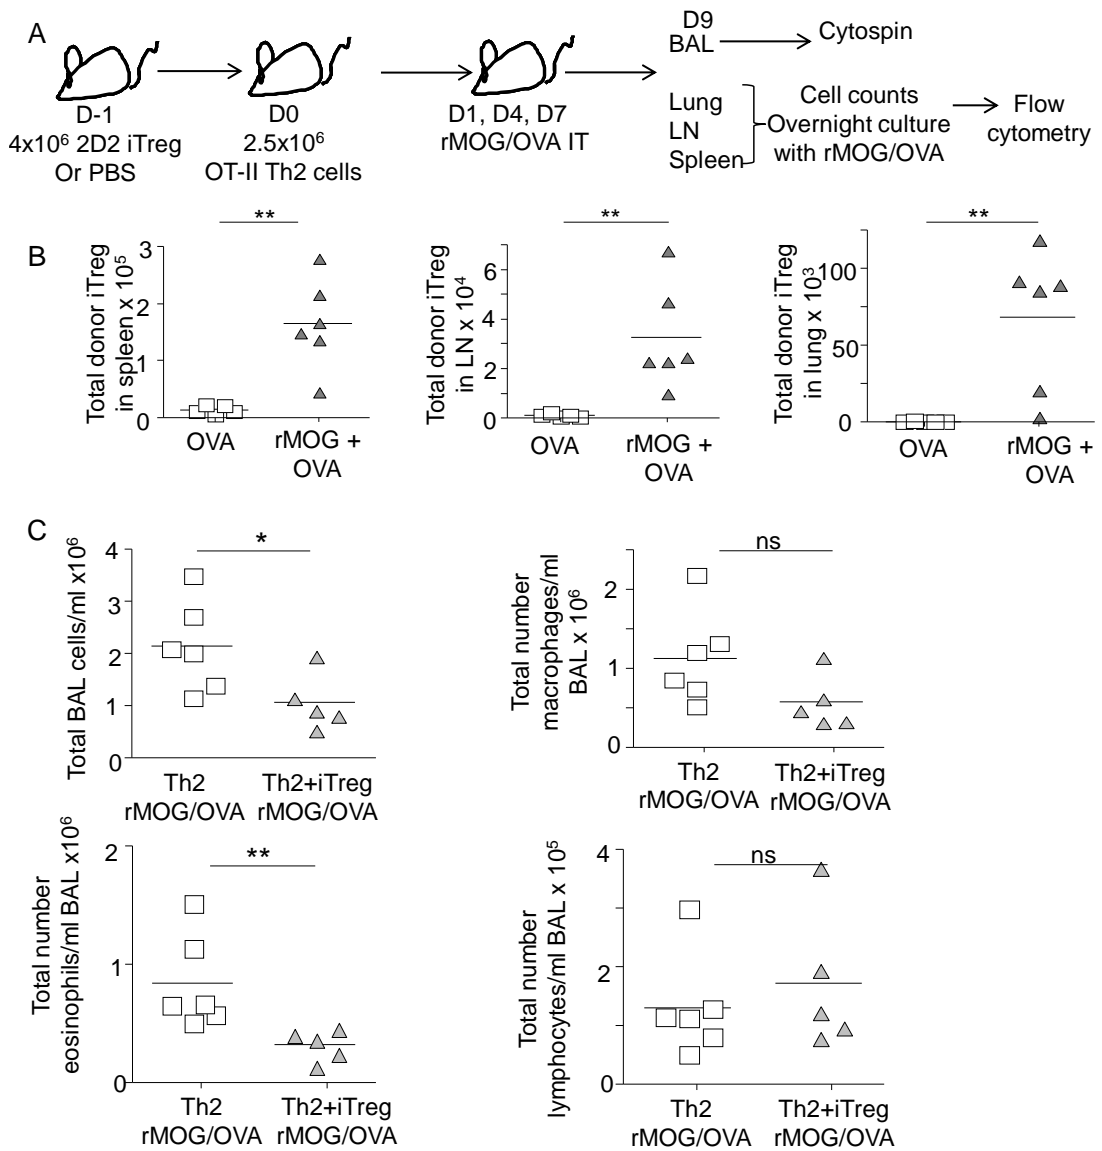 A
D-1
4x10⁶ 2D2 iTreg
Or PBS
D0
2.5x10⁶
OT-II Th2 cells
D1, D4, D7
rMOG/OVA IT
D9
BAL
Cytospin
Lung
LN
Spleen
Cell counts
Overnight culture
with rMOG/OVA
Flow
cytometry
B
Total donor iTreg
in spleen x 10⁵
3
2
1
0
**
OVA
rMOG +
OVA
Total donor iTreg
in LN x 10⁴
6
4
2
0
**
OVA
rMOG +
OVA
Total donor iTreg
in lung x 10³
100
50
0
**
OVA
rMOG +
OVA
C
Total BAL cells/ml x10⁶
4
3
2
1
0
*
Th2
rMOG/OVA
Th2+iTreg
rMOG/OVA
Total number
macrophages/ml
BAL x 10⁶
2
1
0
ns
Th2
rMOG/OVA
Th2+iTreg
rMOG/OVA
Total number
eosinophils/ml BAL x10⁶
2
1
0
**
Th2
rMOG/OVA
Th2+iTreg
rMOG/OVA
Total number
lymphocytes/ml BAL x 10⁵
4
2
0
ns
Th2
rMOG/OVA
Th2+iTreg
rMOG/OVA